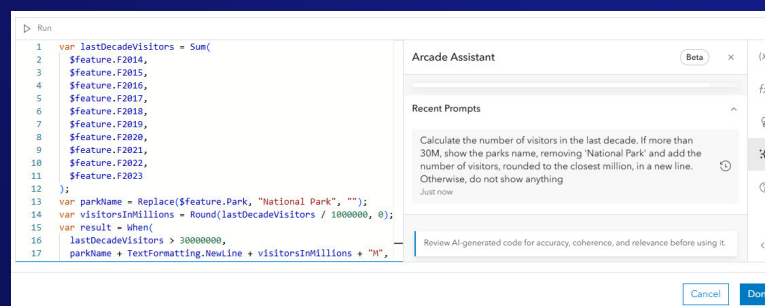 Run
1 var lastDecadeVisitors = Sum(
2 $feature.F2014,
3 $feature.F2015,
4 $feature.F2016,
5 $feature.F2017,
6 $feature.F2018,
7 $feature.F2019,
8 $feature.F2020,
9 $feature.F2021,
10 $feature.F2022,
11 $feature.F2023
12 );
13 var parkName = Replace($feature.Park, "National Park", "");
14 var visitorsInMillions = Round(lastDecadeVisitors / 1000000, 0);
15 var result = When(
16 lastDecadeVisitors > 30000000,
17 parkName + TextFormatting.NewLine + visitorsInMillions + "M",
Arcade Assistant
Beta
Recent Prompts
Calculate the number of visitors in the last decade. If more than
30M, show the parks name, removing 'National Park' and add the
number of visitors, rounded to the closest million, in a new line.
Otherwise, do not show anything
Just now
Review AI-generated code for accuracy, coherence, and relevance before using it.
Cancel